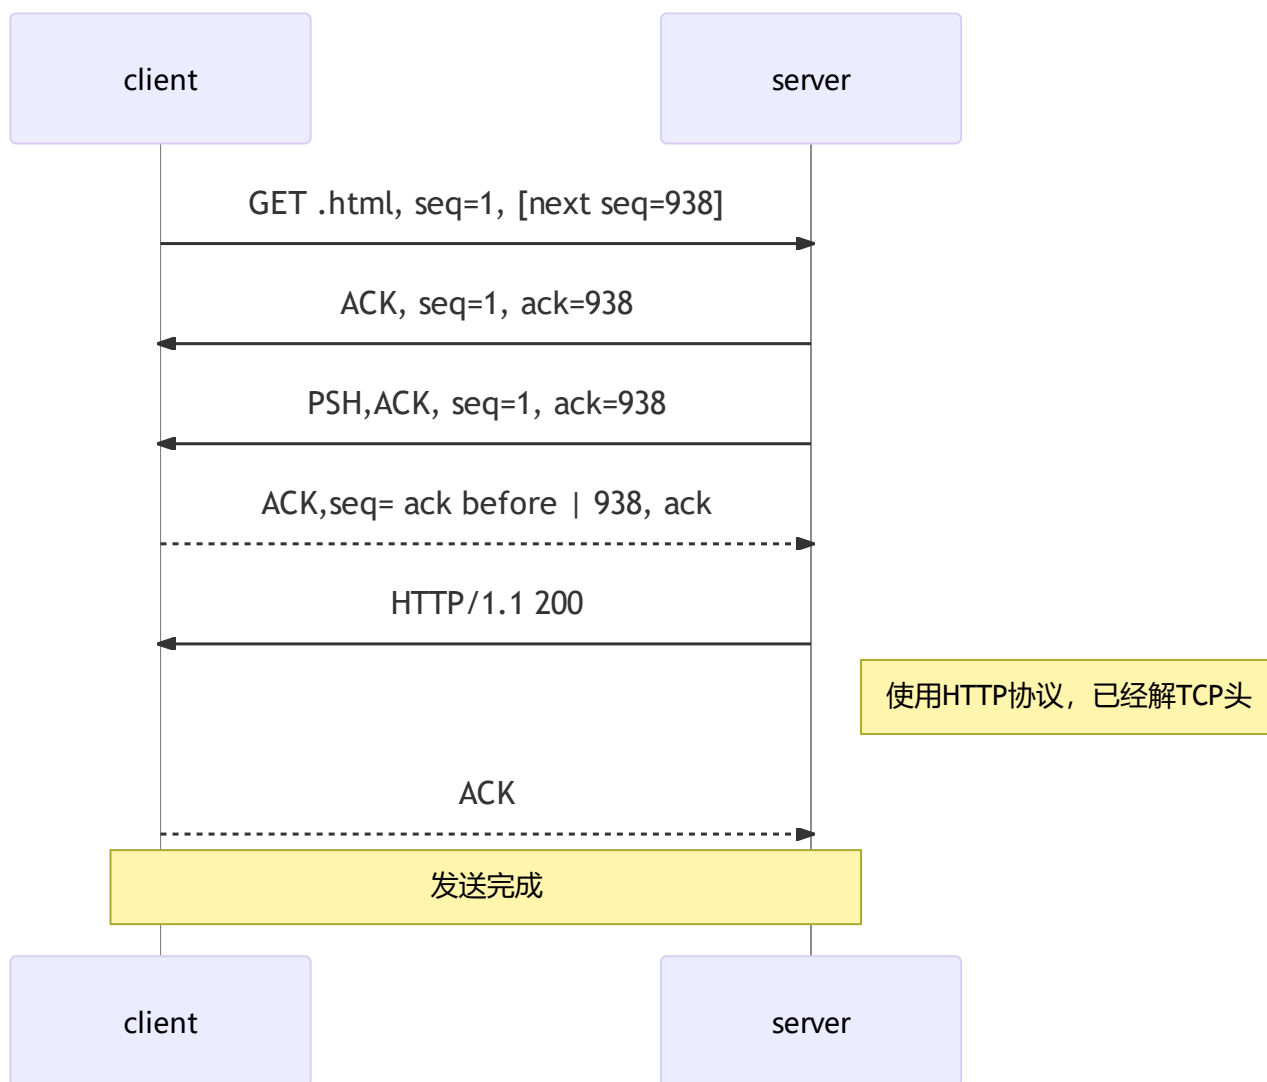 client
server
GET .html, seq=1, [next seq=938]
ACK, seq=1, ack=938
PSH,ACK, seq=1, ack=938
ACK,seq= ack before | 938, ack
HTTP/1.1 200
使用HTTP协议，已经解TCP头
ACK
发送完成
client
server